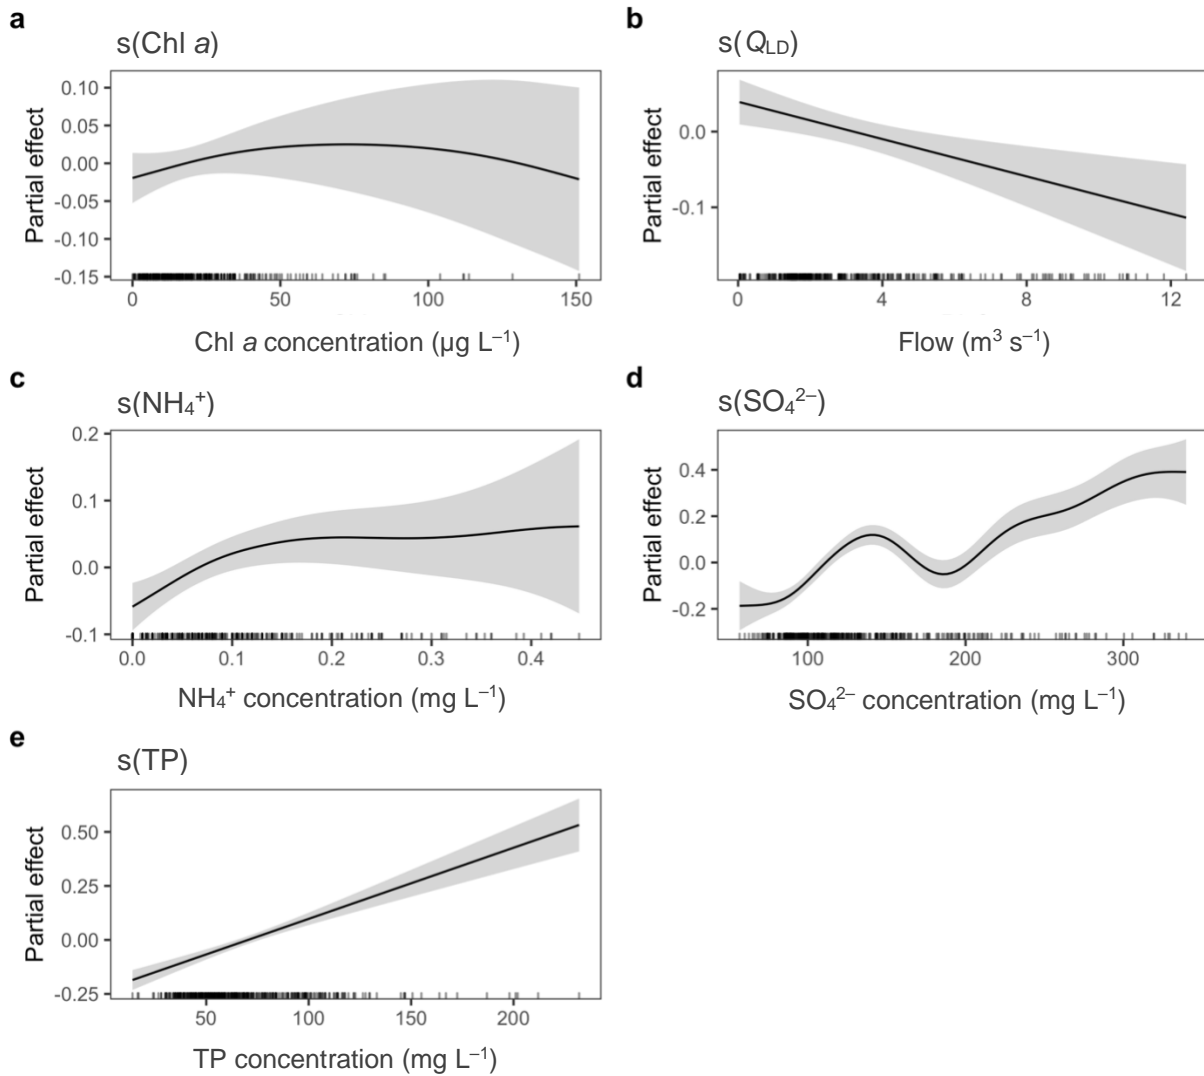 a
s(Chl a)
Partial effect
0.10
0.05
0.00
-0.05
-0.10
-0.15
0 50 100 150
Chl a concentration (µg L⁻¹)
b
s(Q_LD)
Partial effect
0.0
-0.1
0 4 8 12
Flow (m³ s⁻¹)
c
s(NH₄⁺)
Partial effect
0.2
0.1
0.0
-0.1
0.0 0.1 0.2 0.3 0.4
NH₄⁺ concentration (mg L⁻¹)
d
s(SO₄²⁻)
Partial effect
0.4
0.2
0.0
-0.2
100 200 300
SO₄²⁻ concentration (mg L⁻¹)
e
s(TP)
Partial effect
0.50
0.25
0.00
-0.25
50 100 150 200
TP concentration (mg L⁻¹)